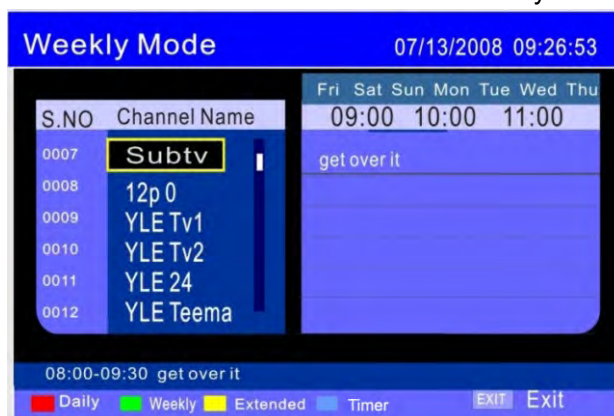 Weekly Mode 07/13/2008 09:26:53
Fri Sat Sun Mon Tue Wed Thu
S.NO Channel Name 09:00 10:00 11:00
0007 Subtv get over it
0008 12p 0
0009 YLE Tv1
0010 YLE Tv2
0011 YLE 24
0012 YLE Teema
08:00-09:30 get over it
Daily Weekly Extended Timer EXIT Exit